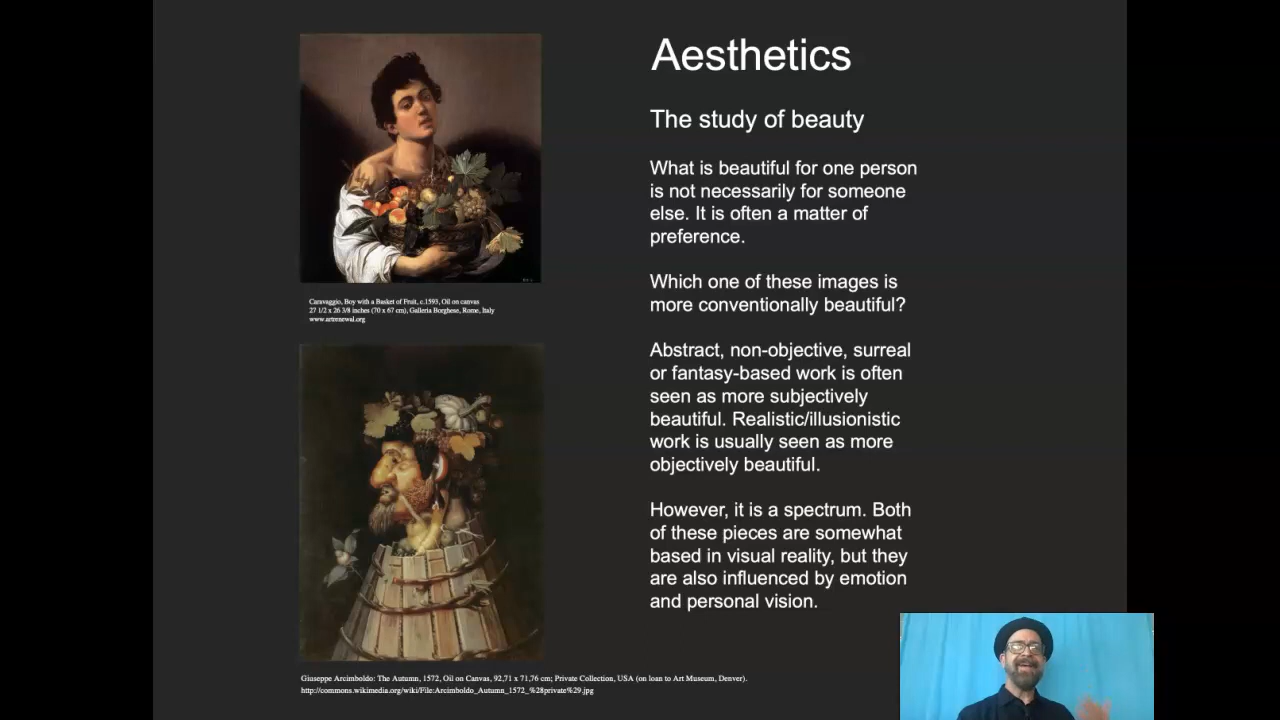 Aesthetics
The study of beauty
What is beautiful for one person
is not necessarily for someone
else. It is often a matter of
preference.
Which one of these images is
more conventionally beautiful?
Abstract, non-objective, surreal
or fantasy-based work is often
seen as more subjectively
beautiful. Realistic/illusionistic
work is usually seen as more
objectively beautiful.
However, it is a spectrum. Both
of these pieces are somewhat
based in visual reality, but they
are also influenced by emotion
and personal vision.
Caravaggio, Boy with a Basket of Fruit, c.1593, Oil on canvas
27 1/2 x 26 3/8 inches (70 x 67 cm), Galleria Borghese, Rome, Italy
www.artrenewal.org
Giuseppe Arcimboldo: The Autumn, 1572, Oil on Canvas, 92,71 x 71,76 cm; Private Collection, USA (on loan to Art Museum, Denver).
http://commons.wikimedia.org/wiki/File:Arcimboldo_Autumn_1572_%28private%29.jpg